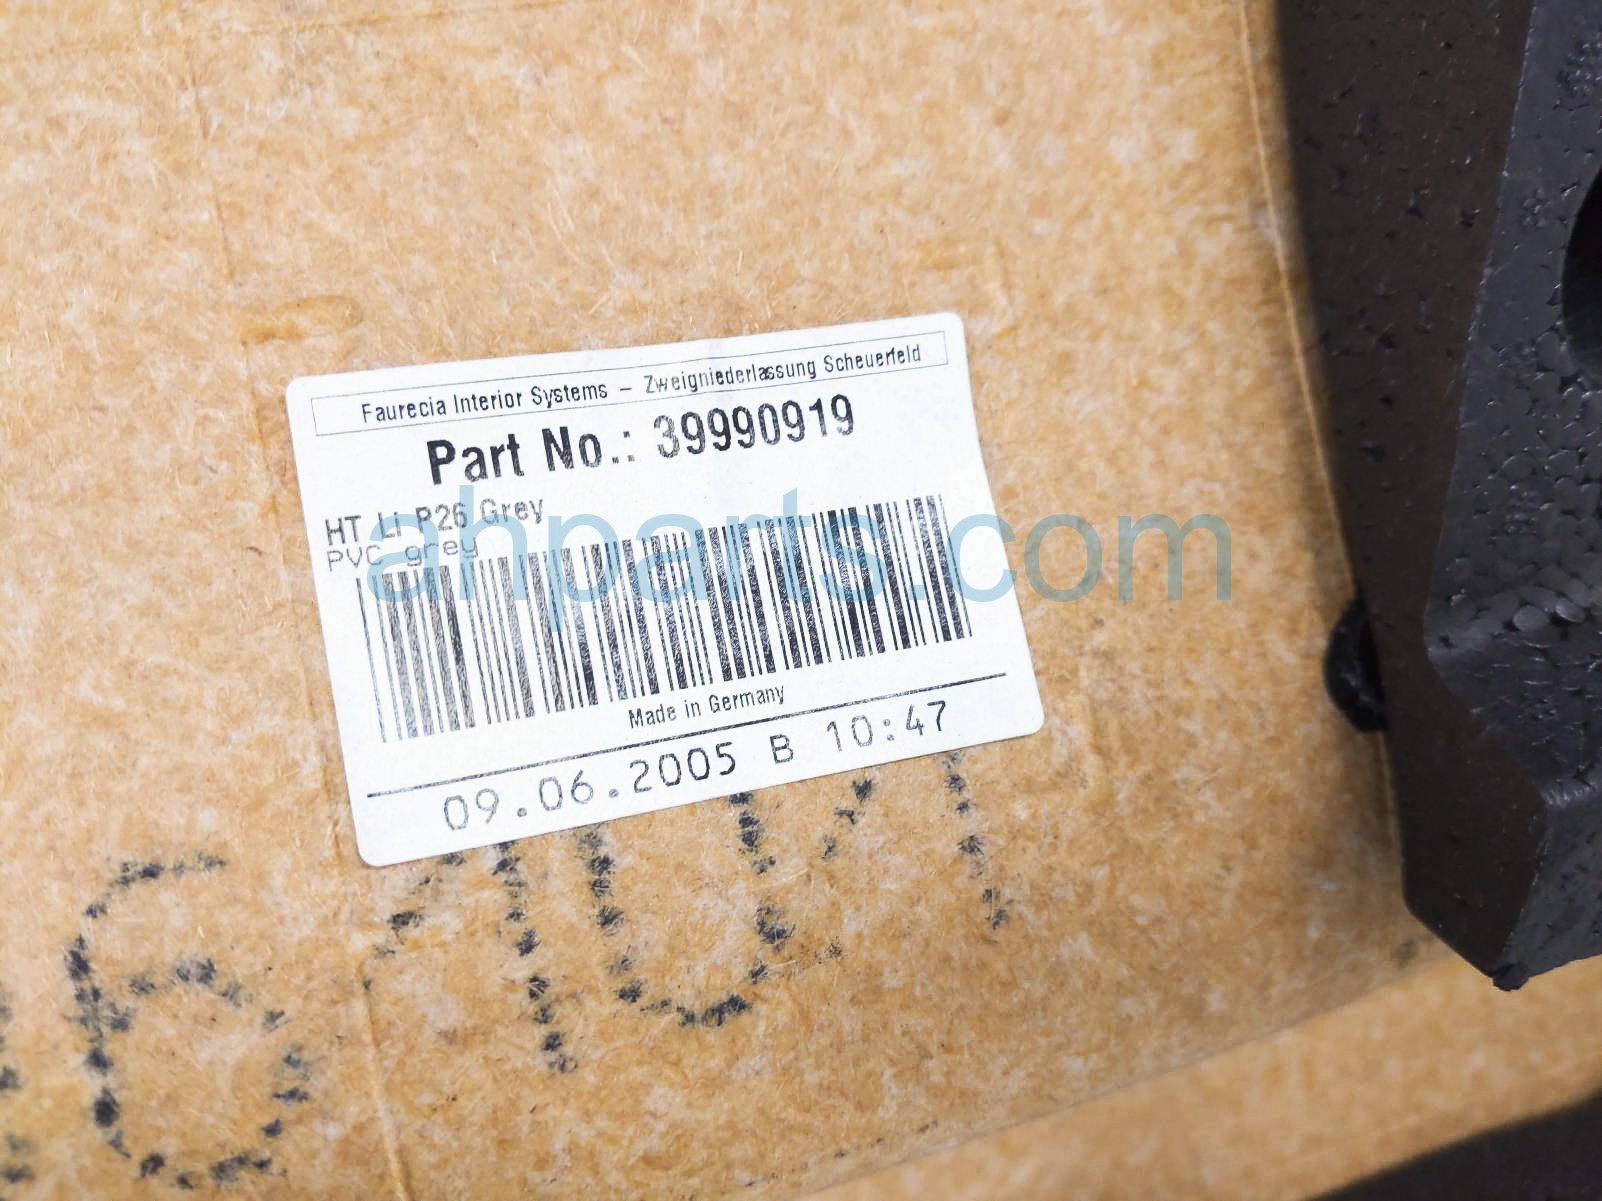 Faurecia Interior Systems – Zweigniederlassung Scheuerfeld
Part No.: 39990919
HT LI P26 Grey
PVC grey
ahparts.com
Made in Germany
09.06.2005 B 10:47